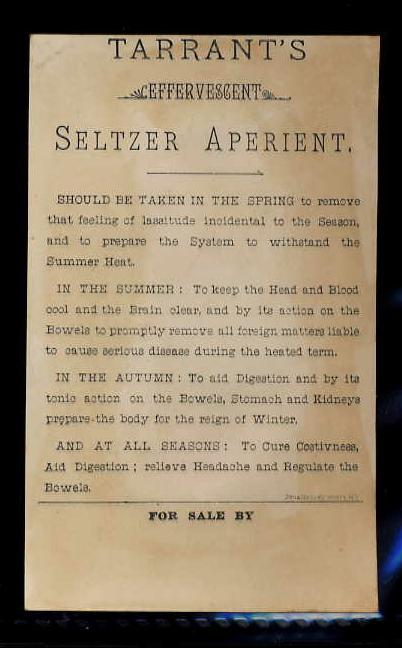 TARRANT'S
EFFERVESCENT
SELTZER APERIENT.
SHOULD BE TAKEN IN THE SPRING to remove
that feeling of lassitude incidental to the Season,
and to prepare the System to withstand the
Summer Heat.
IN THE SUMMER: To keep the Head and Blood
cool and the Brain clear, and by its action on the
Bowels to promptly remove all foreign matters liable
to cause serious disease during the heated term.
IN THE AUTUMN: To aid Digestion and by its
tonic action on the Bowels, Stomach and Kidneys
prepare the body for the reign of Winter,
AND AT ALL SEASONS: To Cure Costivness,
Aid Digestion; relieve Headache and Regulate the
Bowels.
FOR SALE BY